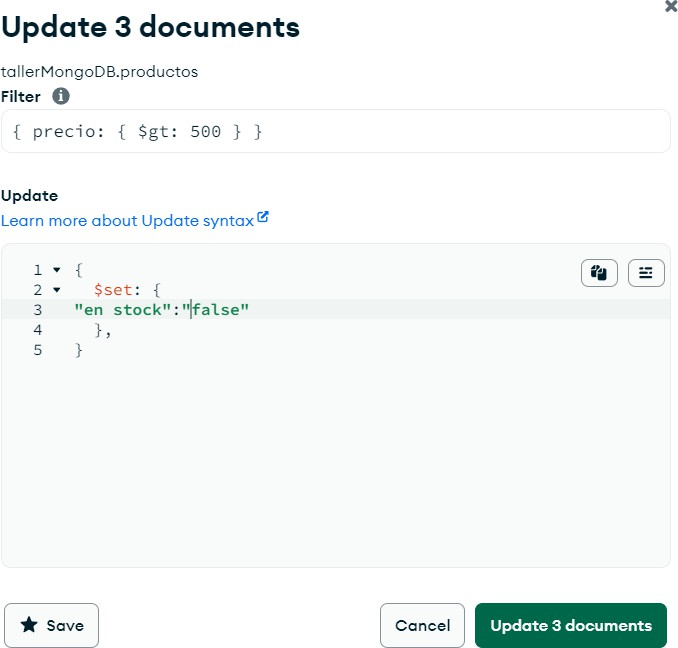 Update 3 documents
tallerMongoDB.productos
Filter
{ precio: { $gt: 500 } }
Update
Learn more about Update syntax
1 {
2 $set: {
3 "en stock":"false"
4 },
5 }
Save
Cancel
Update 3 documents